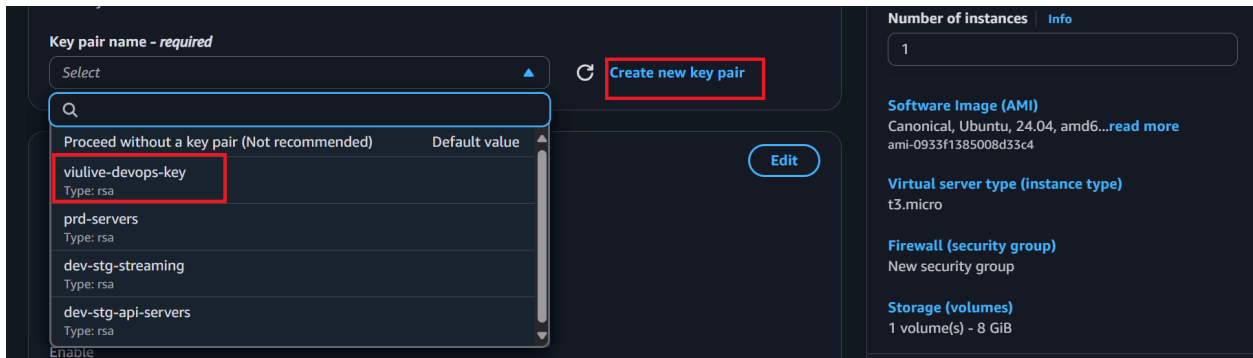 Key pair name - required
Select
Create new key pair
Proceed without a key pair (Not recommended) Default value
viulive-devops-key
Type: rsa
prd-servers
Type: rsa
dev-stg-streaming
Type: rsa
dev-stg-api-servers
Type: rsa
Enable
Edit
Number of instances Info
1
Software Image (AMI)
Canonical, Ubuntu, 24.04, amd6...read more
ami-0933f1385008d33c4
Virtual server type (instance type)
t3.micro
Firewall (security group)
New security group
Storage (volumes)
1 volume(s) - 8 GiB